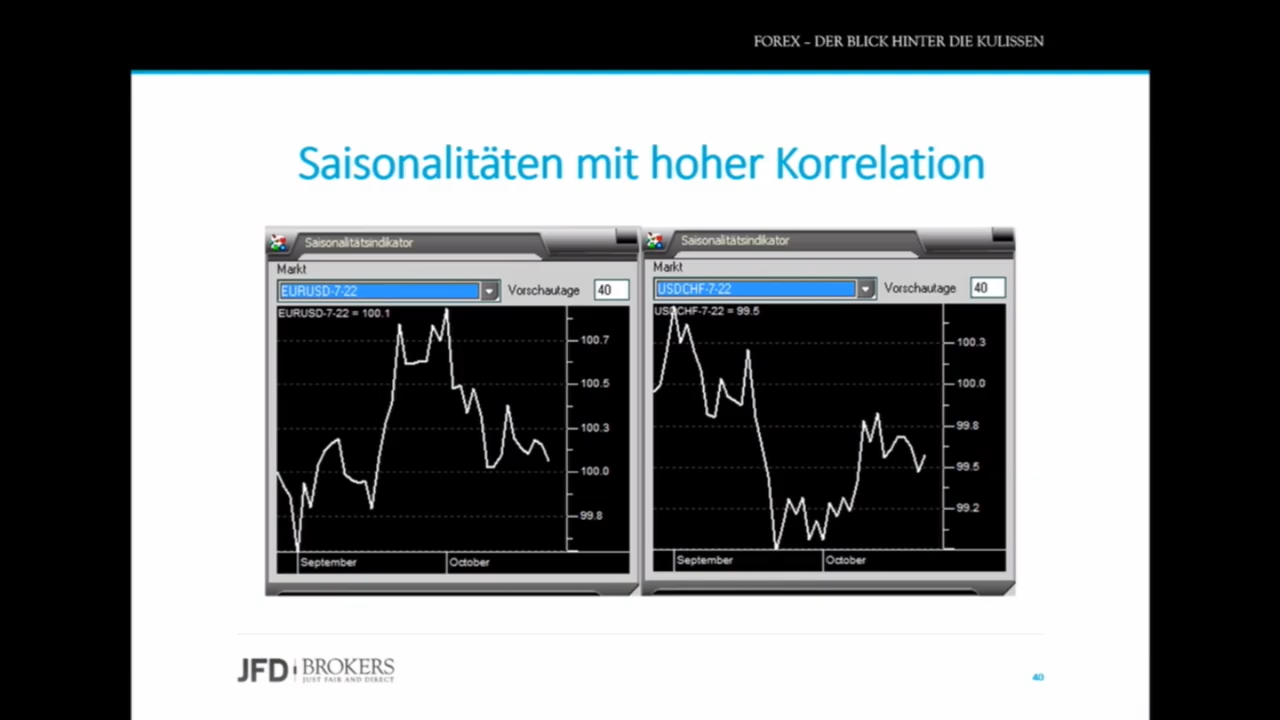 FOREX – DER BLICK HINTER DIE KULISSEN
Saisonalitäten mit hoher Korrelation
Saisonalitätsindikator
Markt
EURUSD-7-22
Vorschautage
40
EURUSD-7-22 = 100.1
100.7
100.5
100.3
100.0
99.8
September
October
Saisonalitätsindikator
Markt
USDCHF-7-22
Vorschautage
40
USDCHF-7-22 = 99.5
100.3
100.0
99.8
99.5
99.2
September
October
JFD BROKERS
JUST FAIR AND DIRECT
40